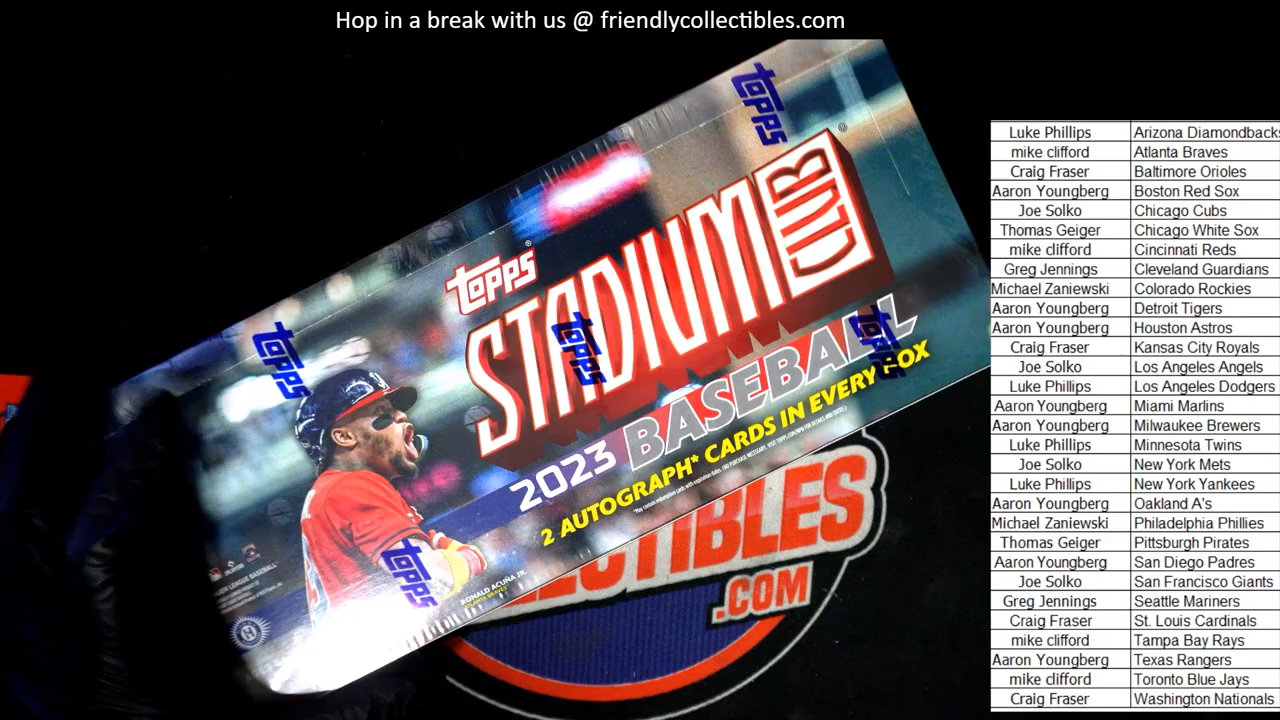 Hop in a break with us @ friendlycollectibles.com
topps
topps
STADIUM CLUB
®
topps
®
topps
topps
2023 BASEBALL
2 AUTOGRAPH* CARDS IN EVERY BOX
topps
RONALD ACUÑA JR.
ATLANTA BRAVES
ECTIBLES
.COM
Luke Phillips Arizona Diamondback
mike clifford Atlanta Braves
Craig Fraser Baltimore Orioles
Aaron Youngberg Boston Red Sox
Joe Solko Chicago Cubs
Thomas Geiger Chicago White Sox
mike clifford Cincinnati Reds
Greg Jennings Cleveland Guardians
Michael Zaniewski Colorado Rockies
Aaron Youngberg Detroit Tigers
Aaron Youngberg Houston Astros
Craig Fraser Kansas City Royals
Joe Solko Los Angeles Angels
Luke Phillips Los Angeles Dodgers
Aaron Youngberg Miami Marlins
Aaron Youngberg Milwaukee Brewers
Luke Phillips Minnesota Twins
Joe Solko New York Mets
Luke Phillips New York Yankees
Aaron Youngberg Oakland A's
Michael Zaniewski Philadelphia Phillies
Thomas Geiger Pittsburgh Pirates
Aaron Youngberg San Diego Padres
Joe Solko San Francisco Giants
Greg Jennings Seattle Mariners
Craig Fraser St. Louis Cardinals
mike clifford Tampa Bay Rays
Aaron Youngberg Texas Rangers
mike clifford Toronto Blue Jays
Craig Fraser Washington Nationals